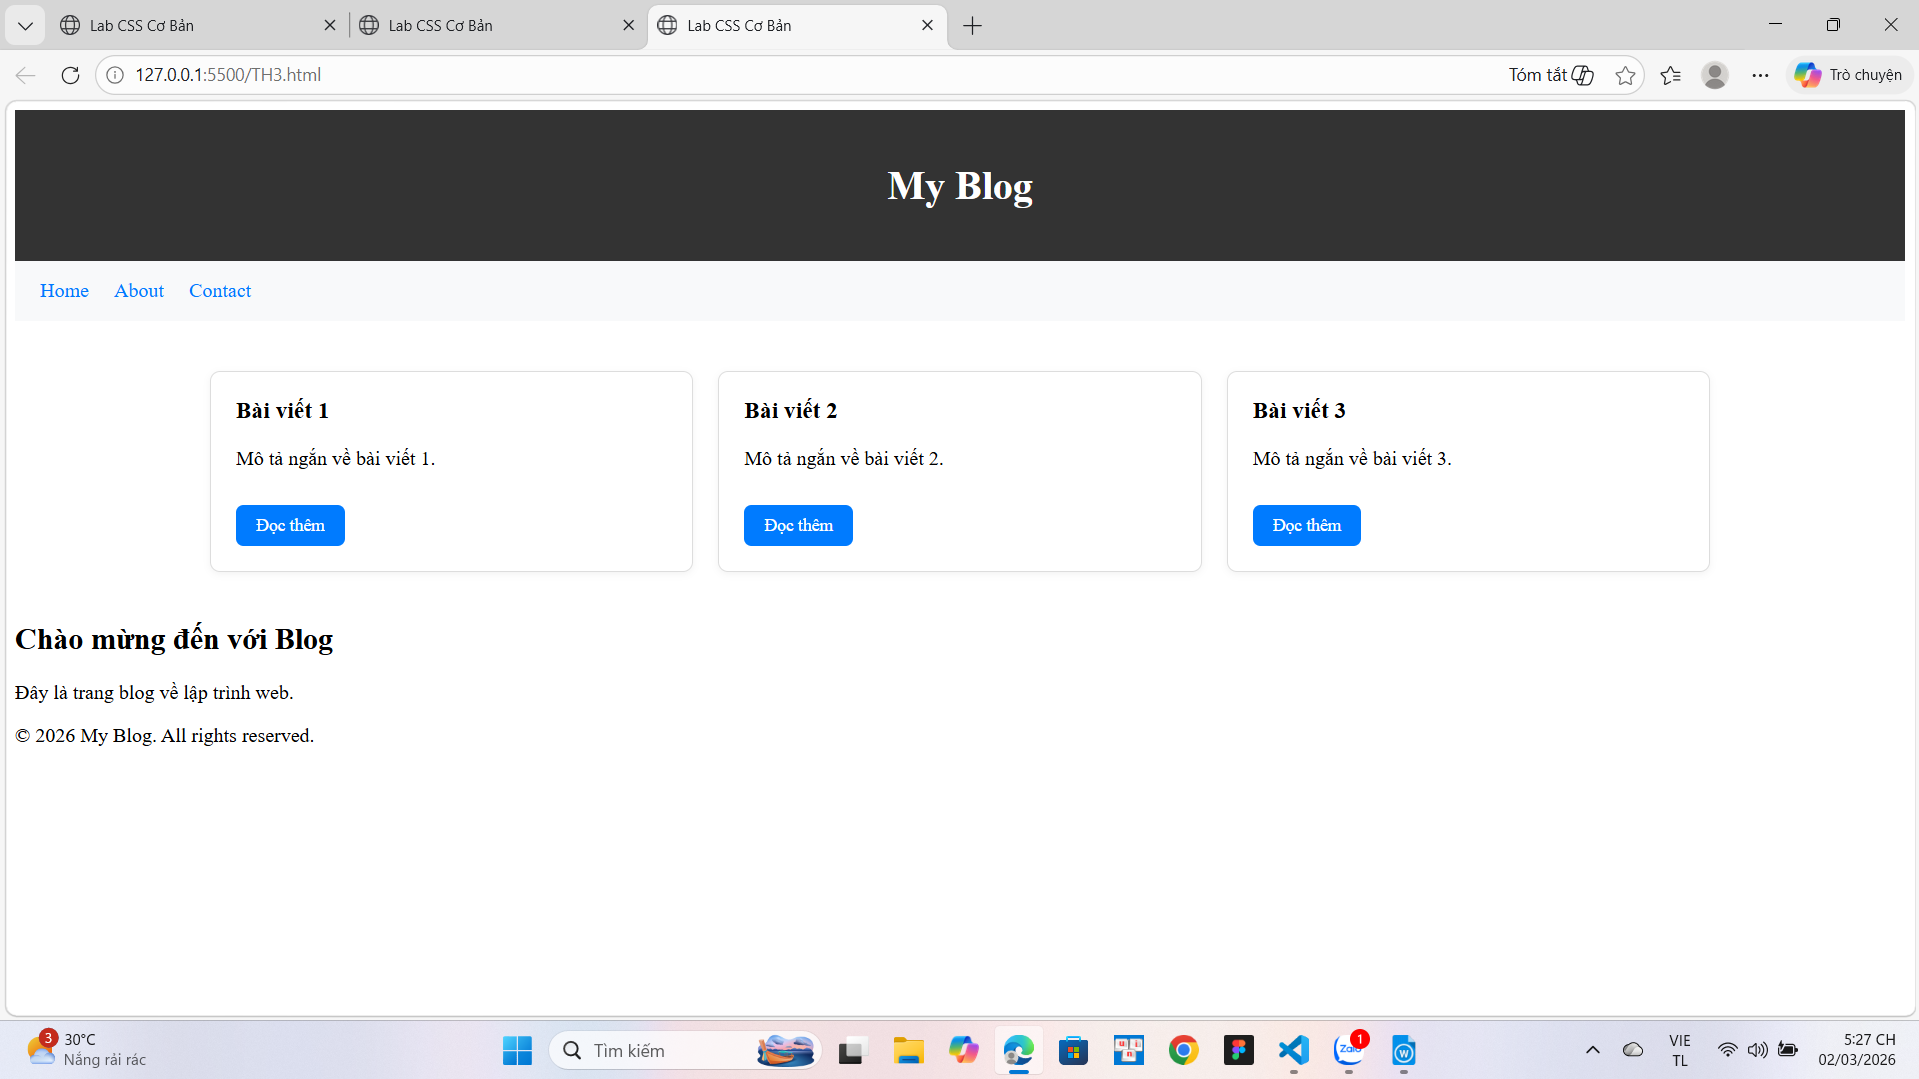 Lab CSS Cơ Bản
Lab CSS Cơ Bản
Lab CSS Cơ Bản
127.0.0.1:5500/TH3.html
Tóm tắt
Trò chuyện
My Blog
Home About Contact
Bài viết 1
Mô tả ngắn về bài viết 1.
Đọc thêm
Bài viết 2
Mô tả ngắn về bài viết 2.
Đọc thêm
Bài viết 3
Mô tả ngắn về bài viết 3.
Đọc thêm
Chào mừng đến với Blog
Đây là trang blog về lập trình web.
© 2026 My Blog. All rights reserved.
3
30°C
Nắng rải rác
Tìm kiếm
Zalo
1
W
VIE
TL
5:27 CH
02/03/2026